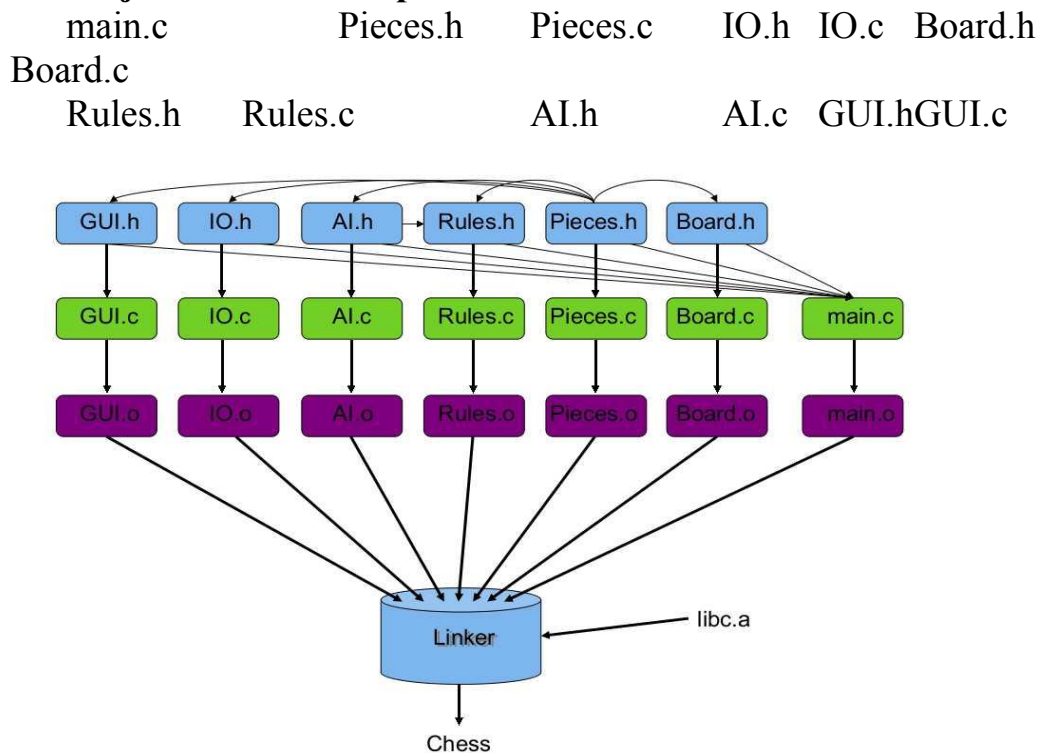 main.c Pieces.h Pieces.c IO.h IO.c Board.h
Board.c
Rules.h Rules.c AI.h AI.c GUI.hGUI.c
GUI.h IO.h AI.h Rules.h Pieces.h Board.h
GUI.c IO.c AI.c Rules.c Pieces.c Board.c main.c
GUI.o IO.o AI.o Rules.o Pieces.o Board.o main.o
libc.a
Linker
Chess